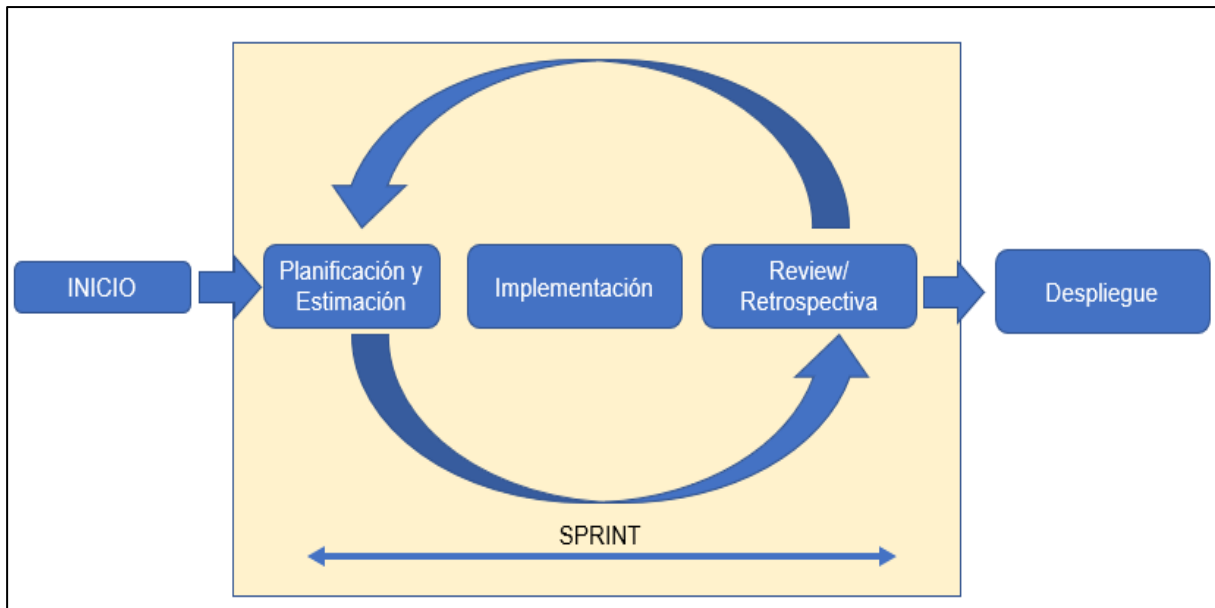 INICIO
Planificación y
Estimación
Implementación
Review/
Retrospectiva
Despliegue
SPRINT